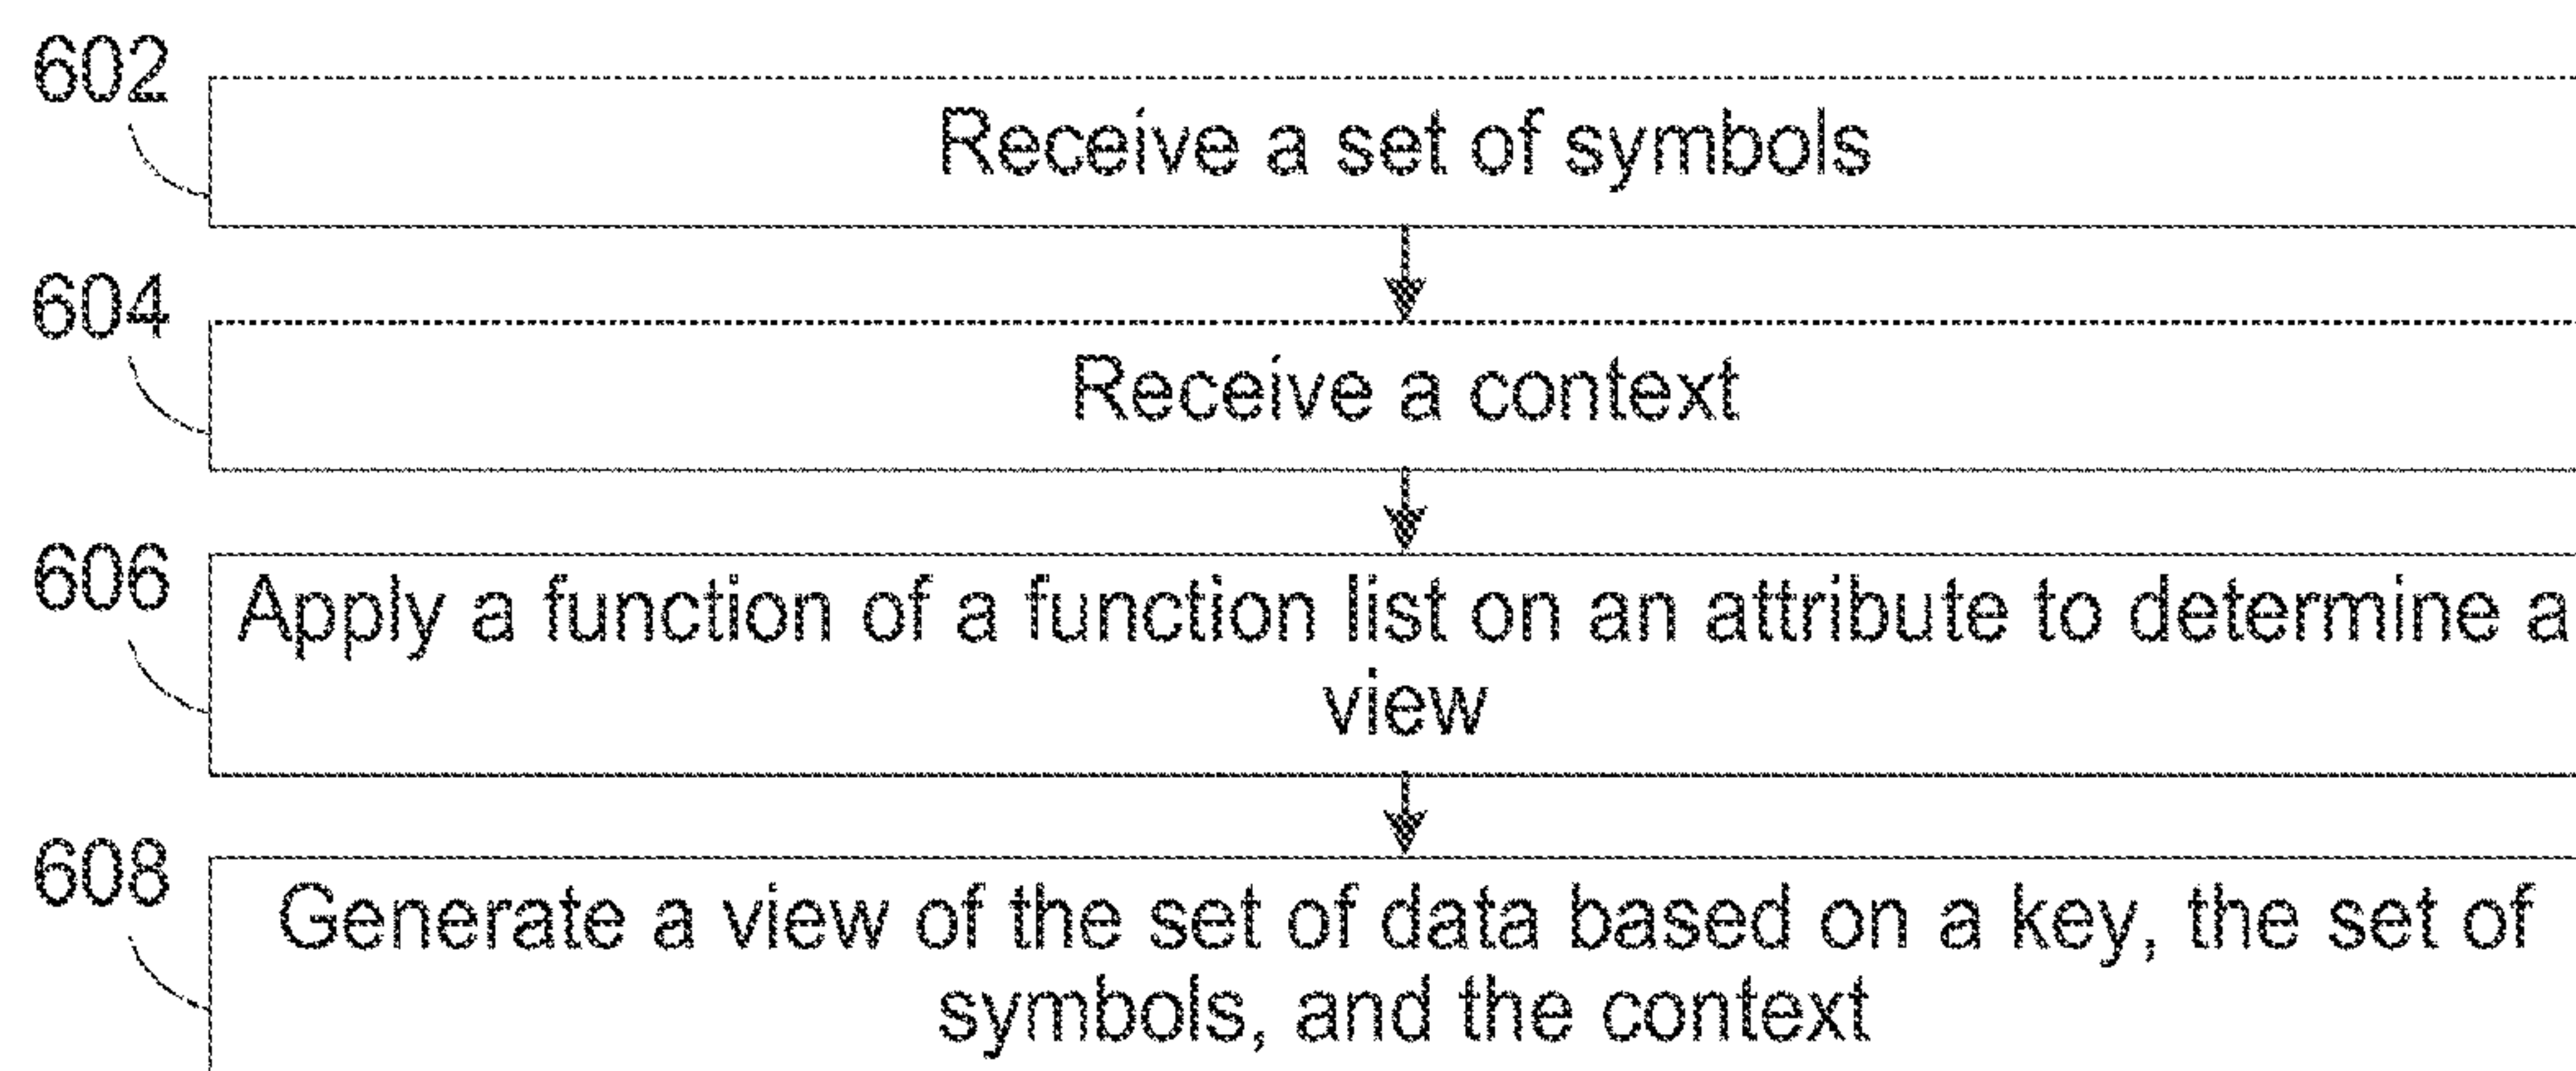 602
Receive a set of symbols
604
Receive a context
606
Apply a function of a function list on an attribute to determine a
view
608
Generate a view of the set of data based on a key, the set of
symbols, and the context